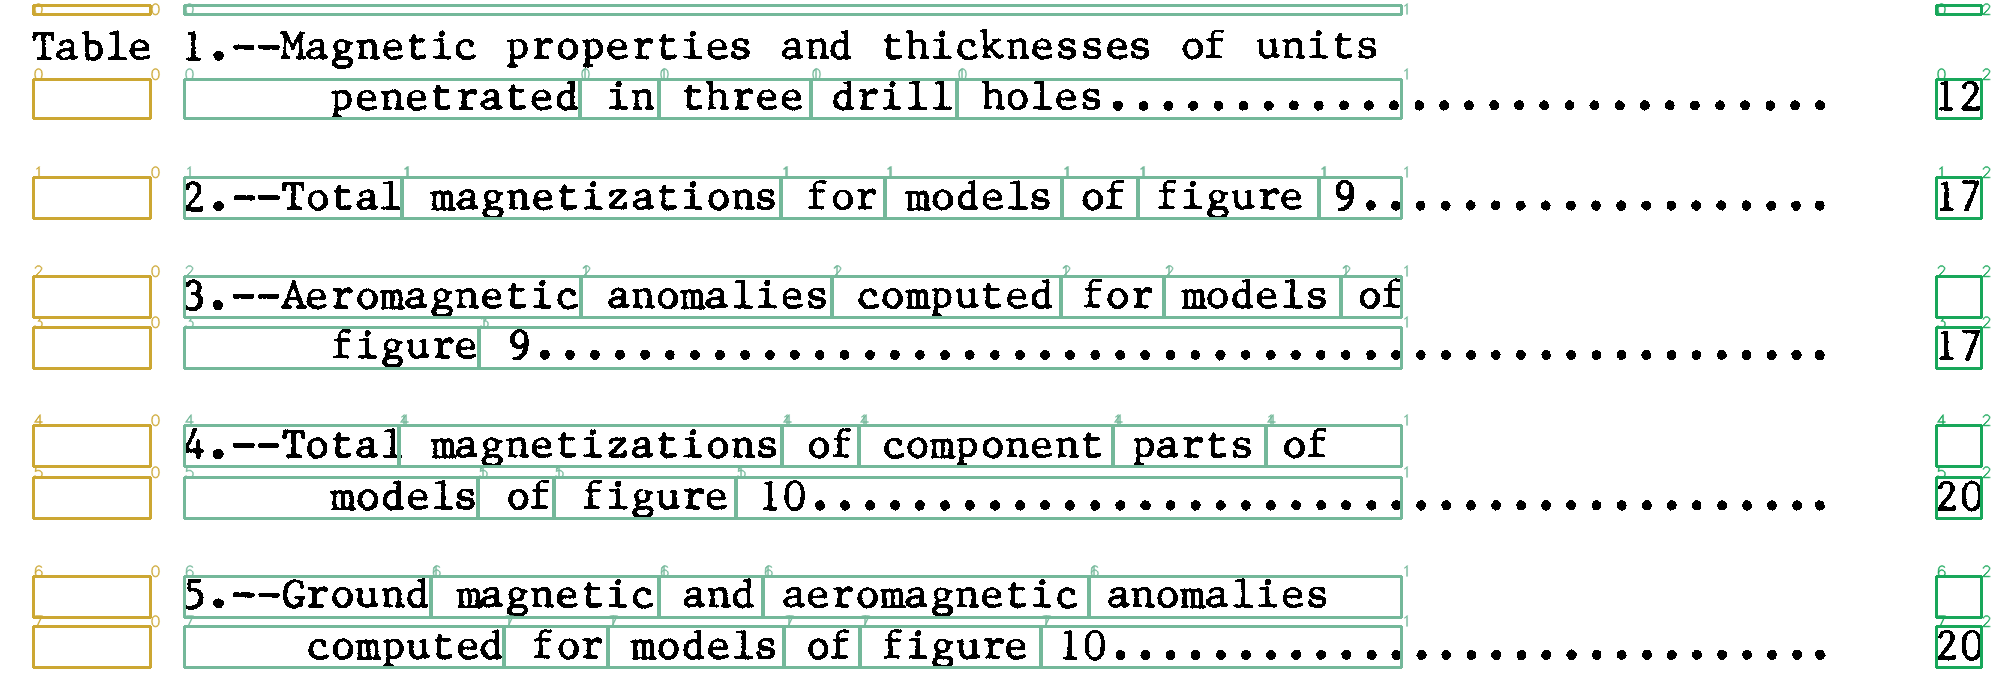 Table 1.--Magnetic properties and thicknesses of units
penetrated in three drill holes............................. 12
2.--Total magnetizations for models of figure 9................... 17
3.--Aeromagnetic anomalies computed for models of
figure 9.................................................... 17
4.--Total magnetizations of component parts of
models of figure 10......................................... 20
5.--Ground magnetic and aeromagnetic anomalies
computed for models of figure 10............................. 20